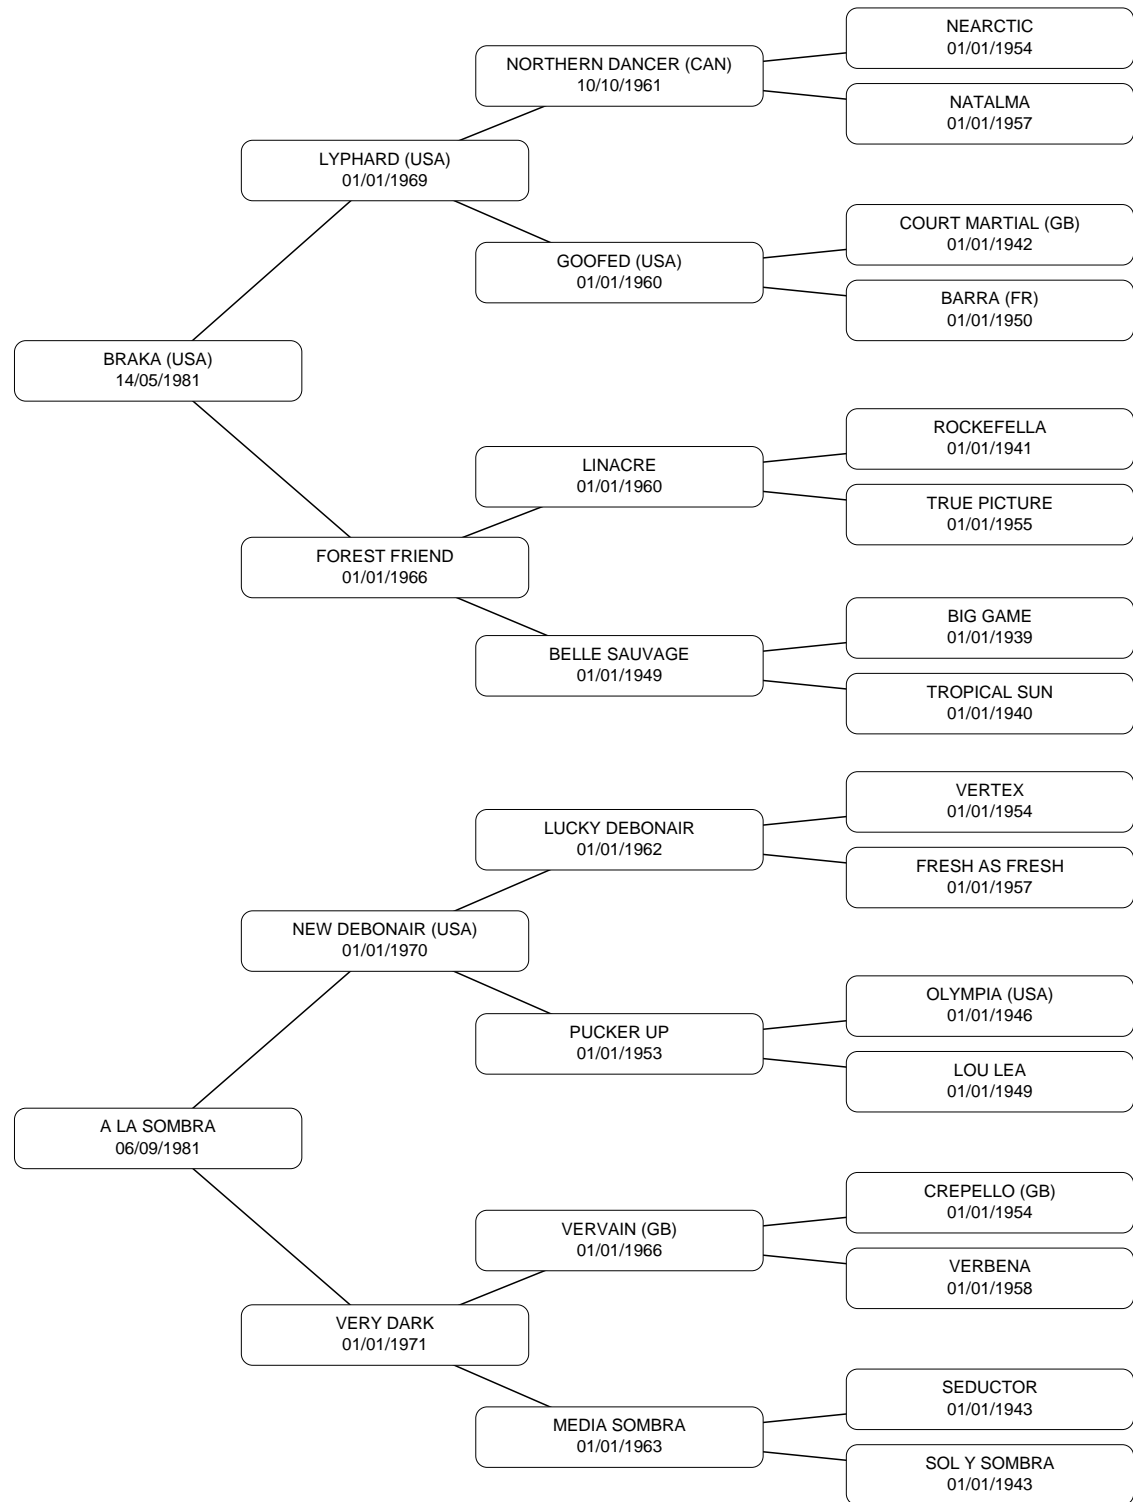 NEARCTIC
01/01/1954
NORTHERN DANCER (CAN)
10/10/1961
NATALMA
01/01/1957
LYPHARD (USA)
01/01/1969
COURT MARTIAL (GB)
01/01/1942
GOOFED (USA)
01/01/1960
BARRA (FR)
01/01/1950
BRAKA (USA)
14/05/1981
ROCKEFELLA
01/01/1941
LINACRE
01/01/1960
TRUE PICTURE
01/01/1955
FOREST FRIEND
01/01/1966
BIG GAME
01/01/1939
BELLE SAUVAGE
01/01/1949
TROPICAL SUN
01/01/1940
VERTEX
01/01/1954
LUCKY DEBONAIR
01/01/1962
FRESH AS FRESH
01/01/1957
NEW DEBONAIR (USA)
01/01/1970
OLYMPIA (USA)
01/01/1946
PUCKER UP
01/01/1953
LOU LEA
01/01/1949
A LA SOMBRA
06/09/1981
CREPELLO (GB)
01/01/1954
VERVAIN (GB)
01/01/1966
VERBENA
01/01/1958
VERY DARK
01/01/1971
SEDUCTOR
01/01/1943
MEDIA SOMBRA
01/01/1963
SOL Y SOMBRA
01/01/1943